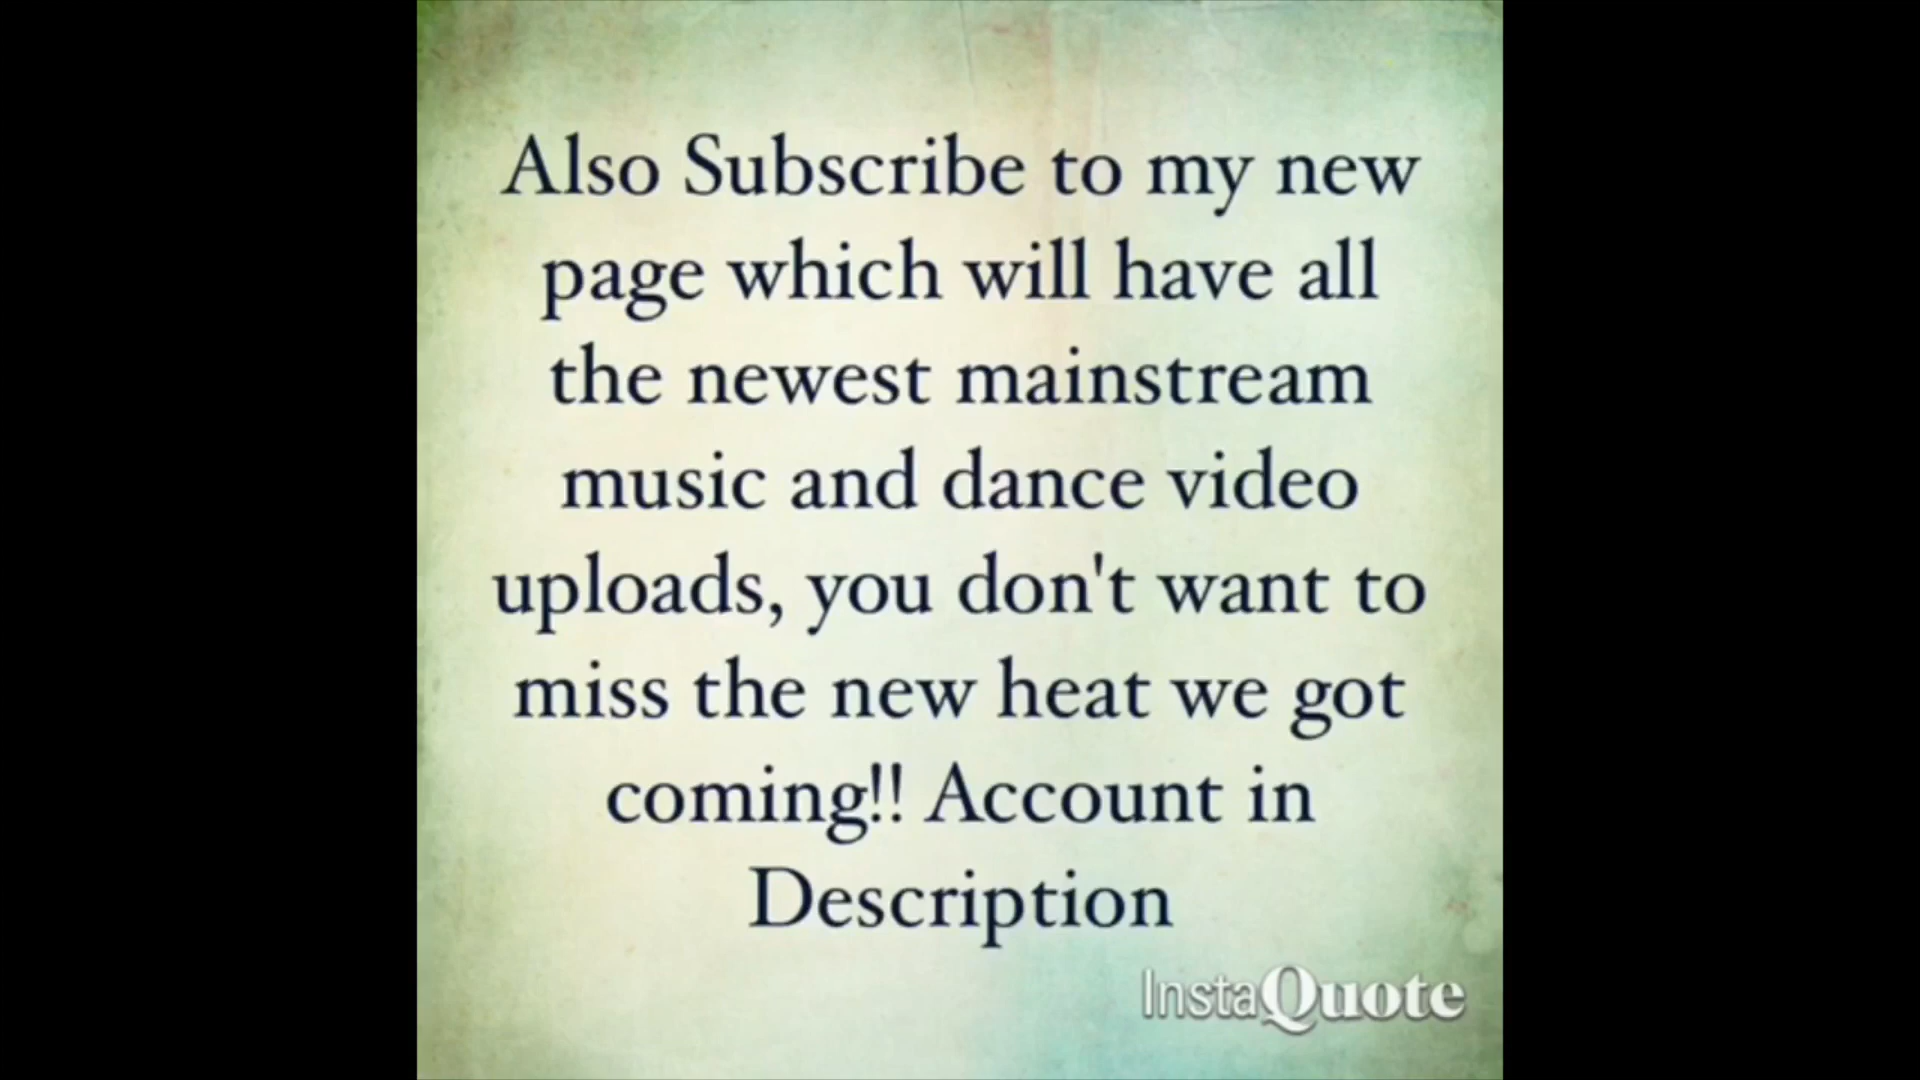 Also Subscribe to my new
page which will have all
the newest mainstream
music and dance video
uploads, you don't want to
miss the new heat we got
coming!! Account in
Description
InstaQuote